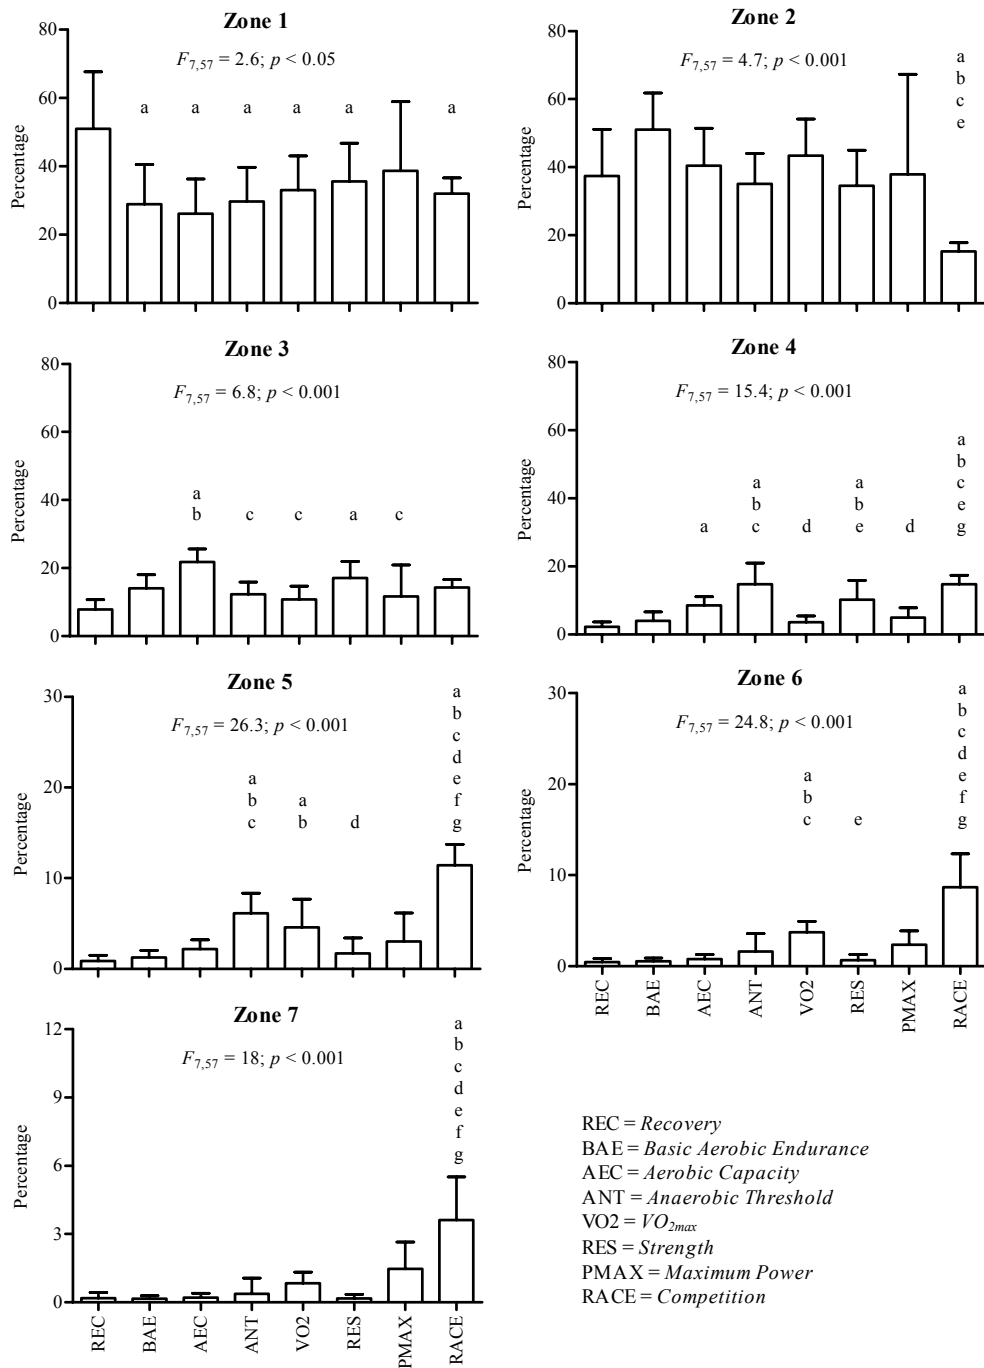 Zone 1
F7,57 = 2.6; p < 0.05
Percentage
80
60
40
20
0
a a a a a a
Zone 2
F7,57 = 4.7; p < 0.001
Percentage
80
60
40
20
0
a
b
c
e
Zone 3
F7,57 = 6.8; p < 0.001
Percentage
80
60
40
20
0
a
b c c a c
Zone 4
F7,57 = 15.4; p < 0.001
Percentage
80
60
40
20
0
a
b
a a c
b b e
a c d e d g
Zone 5
F7,57 = 26.3; p < 0.001
Percentage
30
20
10
0
a
b
c
d
a e
b a f
c b d g
Zone 6
F7,57 = 24.8; p < 0.001
Percentage
30
20
10
0
a
b
c
d
a e
b f
c e g
REC BAE AEC ANT VO2 RES PMAX RACE
Zone 7
F7,57 = 18; p < 0.001
Percentage
12
9
6
3
0
a
b
c
d
e
f
g
REC BAE AEC ANT VO2 RES PMAX RACE
REC = Recovery
BAE = Basic Aerobic Endurance
AEC = Aerobic Capacity
ANT = Anaerobic Threshold
VO2 = VO2max
RES = Strength
PMAX = Maximum Power
RACE = Competition